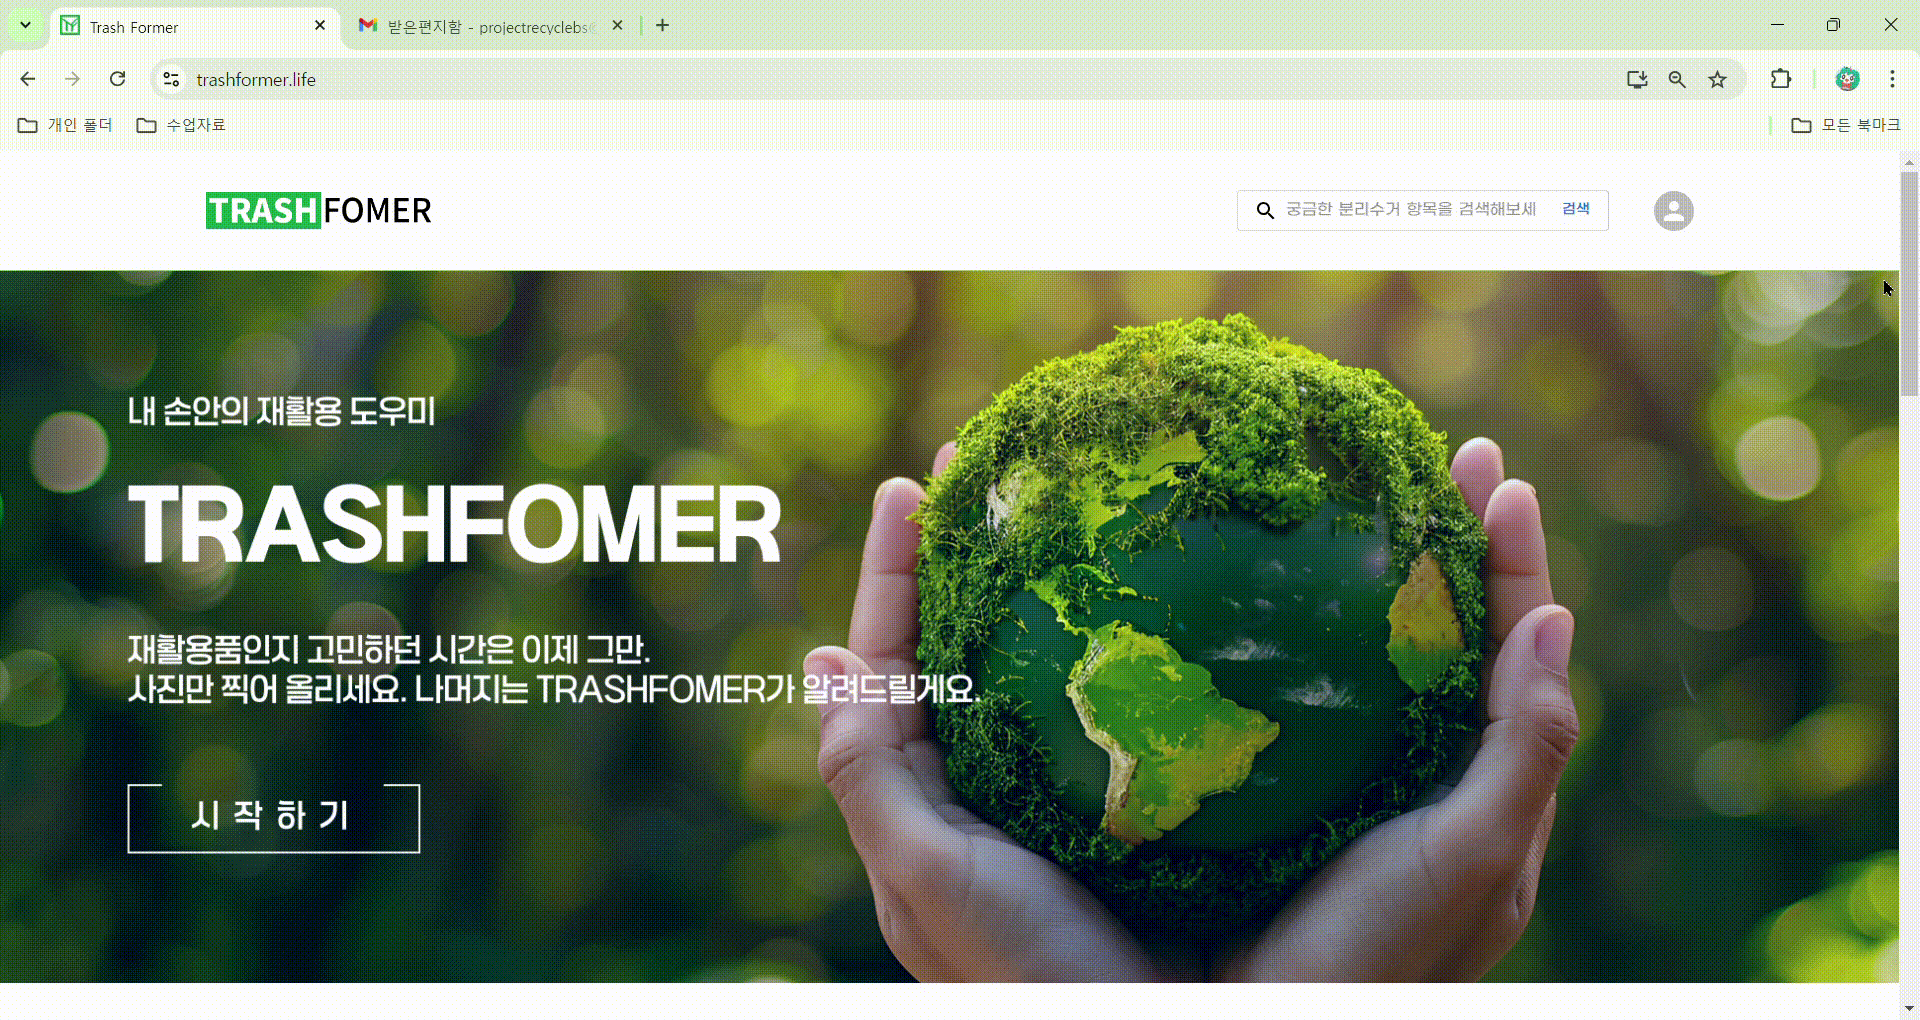 Trash Former
받은편지함 - projectrecyclebs
trashformer.life
개인 폴더
수업자료
모든 북마크
TRASHFOMER
궁금한 분리수거 항목을 검색해보세
검색
내 손안의 재활용 도우미
TRASHFOMER
재활용품인지 고민하던 시간은 이제 그만.
사진만 찍어 올리세요. 나머지는 TRASHFOMER가 알려드릴게요.
시작하기